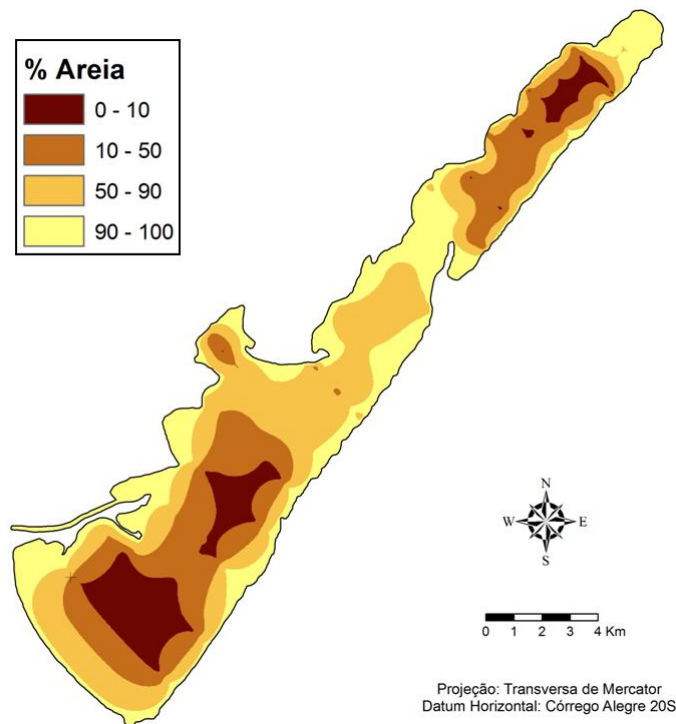 % Areia
0 - 10
10 - 50
50 - 90
90 - 100
N
W E
S
0 1 2 3 4 Km
Projeção: Transversa de Mercator
Datum Horizontal: Córrego Alegre 20S